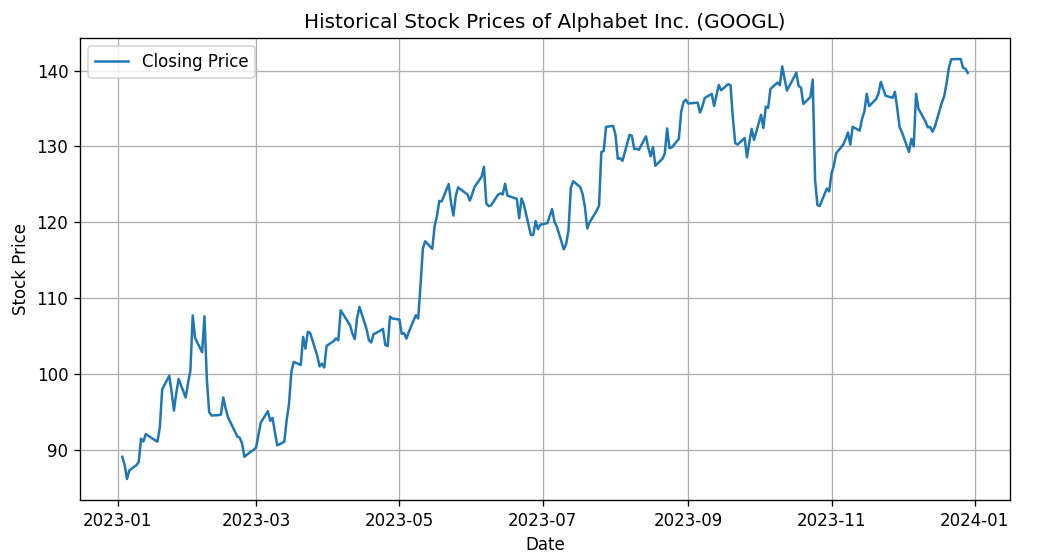 Historical Stock Prices of Alphabet Inc. (GOOGL)
Closing Price
Stock Price
140
130
120
110
100
90
2023-01 2023-03 2023-05 2023-07 2023-09 2023-11 2024-01
Date